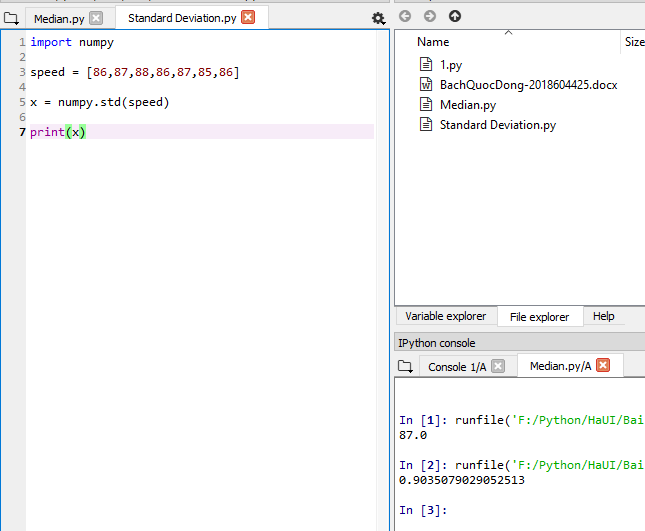 Median.py
Standard Deviation.py
1 import numpy
2
3 speed = [86,87,88,86,87,85,86]
4
5 x = numpy.std(speed)
6
7 print(x)
Name Size
1.py
BachQuocDong-2018604425.docx
Median.py
Standard Deviation.py
Variable explorer File explorer Help
IPython console
Console 1/A Median.py/A
In [1]: runfile('F:/Python/HaUI/Bai
87.0
In [2]: runfile('F:/Python/HaUI/Bai
0.9035079029052513
In [3]: